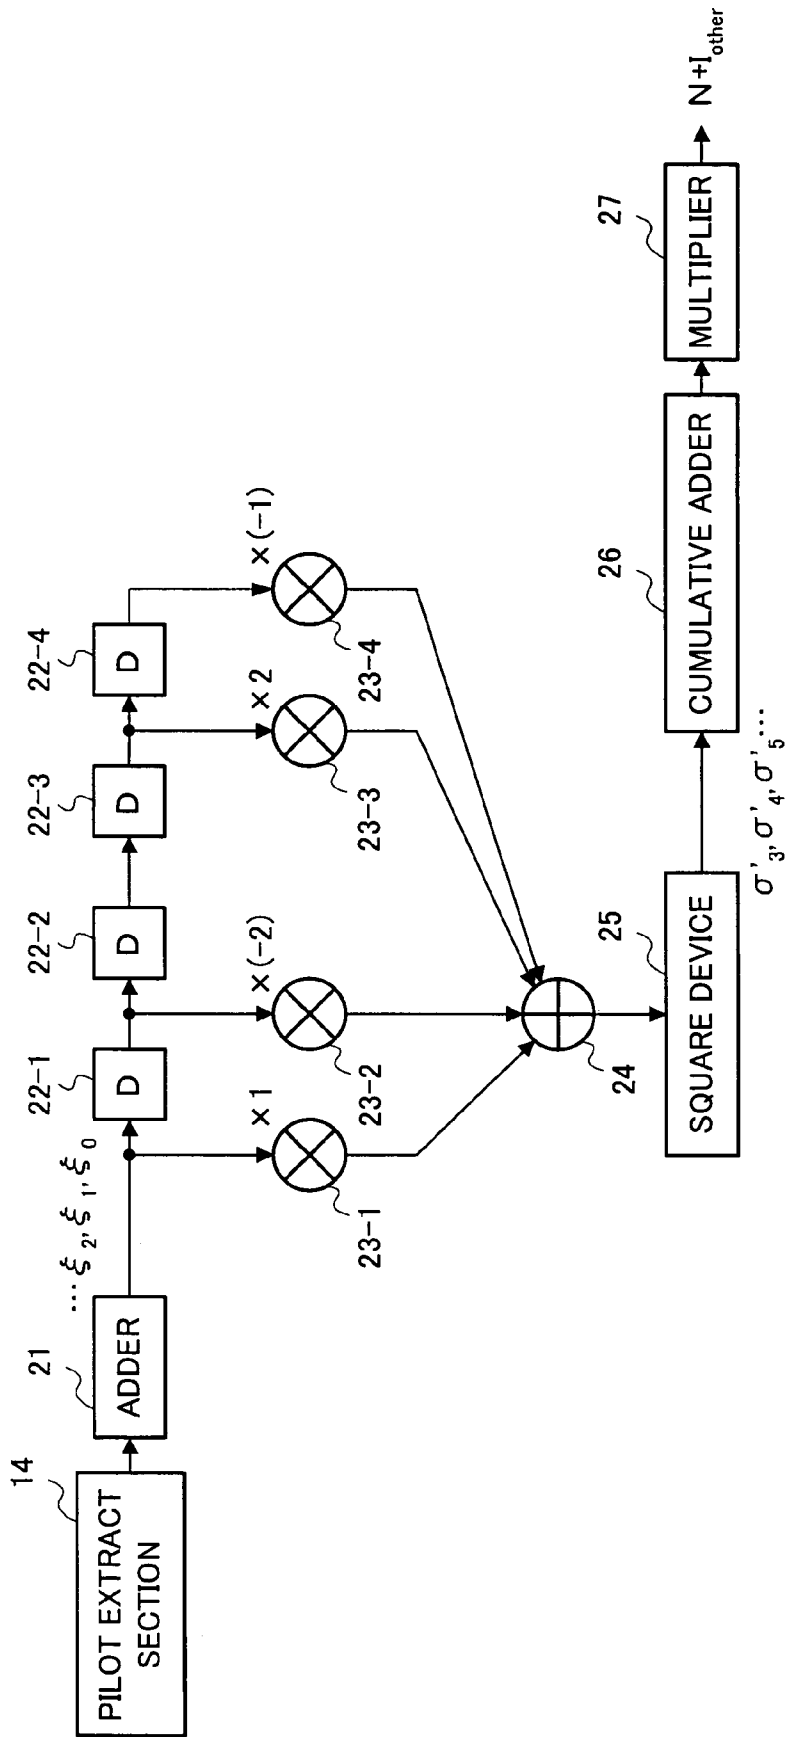 14
PILOT EXTRACT
SECTION
21
ADDER
... ξ2, ξ1, ξ0
22-1
D
22-2
D
22-3
D
22-4
D
×1
23-1
×(-2)
23-2
×2
23-3
×(-1)
23-4
24
25
SQUARE DEVICE
σ'3, σ'4, σ'5 ...
26
CUMULATIVE ADDER
27
MULTIPLIER
N+Iother